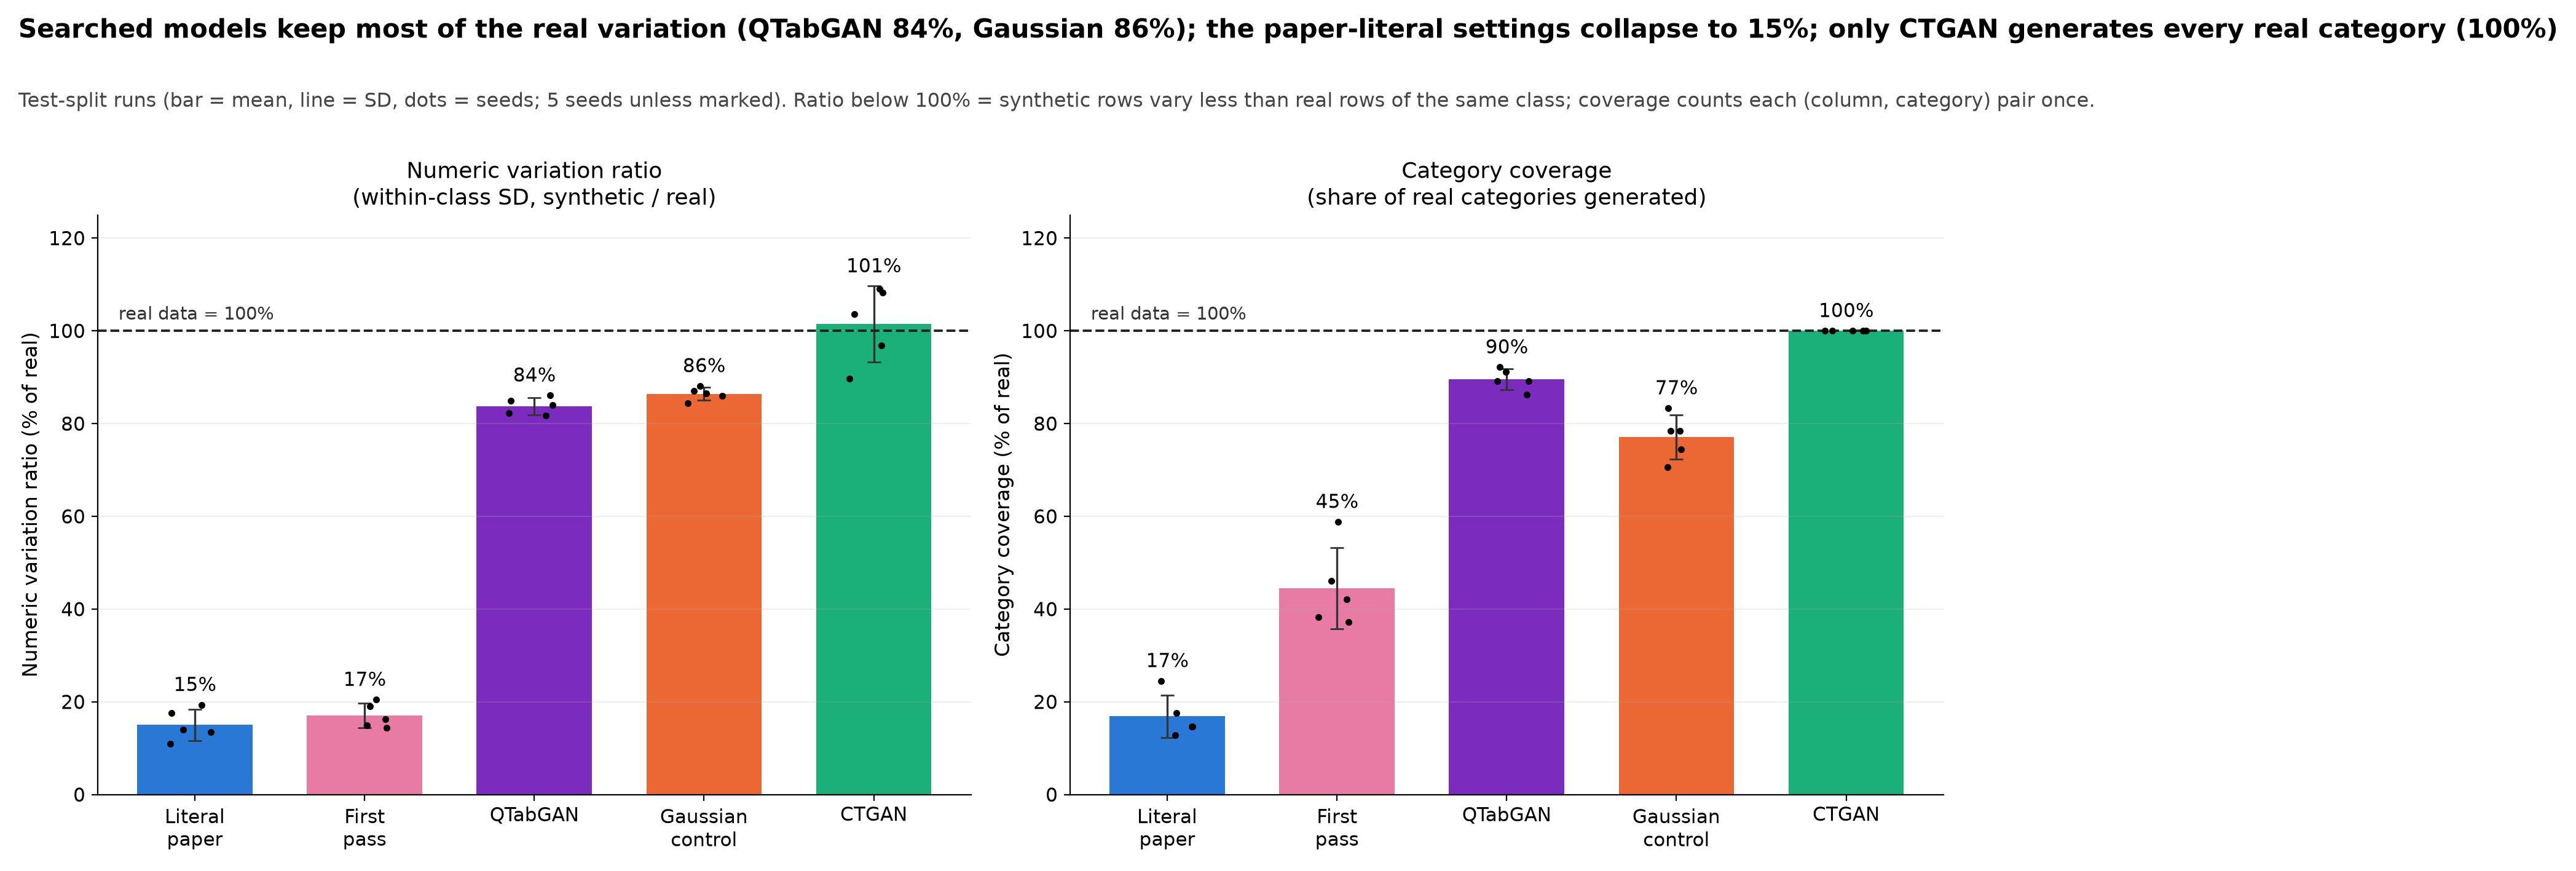 Searched models keep most of the real variation (QTabGAN 84%, Gaussian 86%); the paper-literal settings collapse to 15%; only CTGAN generates every real category (100%)
Test-split runs (bar = mean, line = SD, dots = seeds; 5 seeds unless marked). Ratio below 100% = synthetic rows vary less than real rows of the same class; coverage counts each (column, category) pair once.
Numeric variation ratio
(within-class SD, synthetic / real)
Numeric variation ratio (% of real)
120
100
80
60
40
20
0
real data = 100%
15%
17%
84%
86%
101%
Literal
paper
First
pass
QTabGAN
Gaussian
control
CTGAN
Category coverage
(share of real categories generated)
Category coverage (% of real)
120
100
80
60
40
20
0
real data = 100%
17%
45%
90%
77%
100%
Literal
paper
First
pass
QTabGAN
Gaussian
control
CTGAN